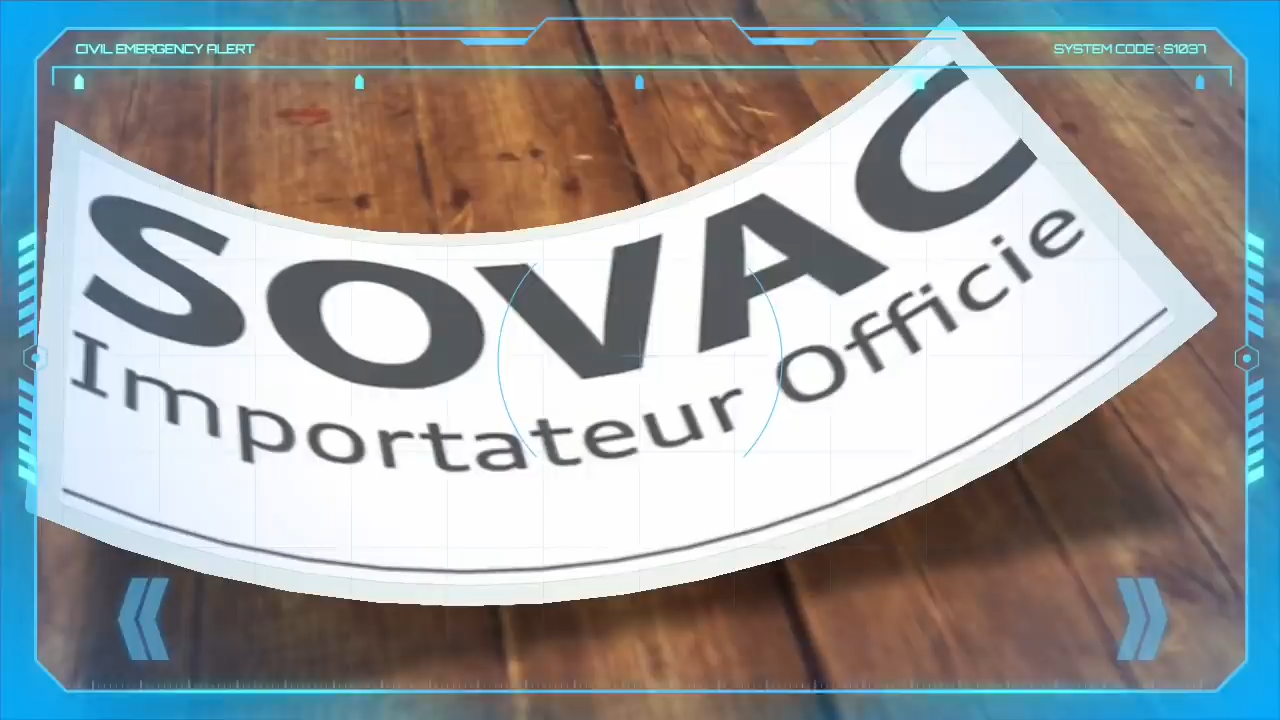 CIVIL EMERGENCY ALERT
SYSTEM CODE : S1037
SOVAC
Importateur Officie